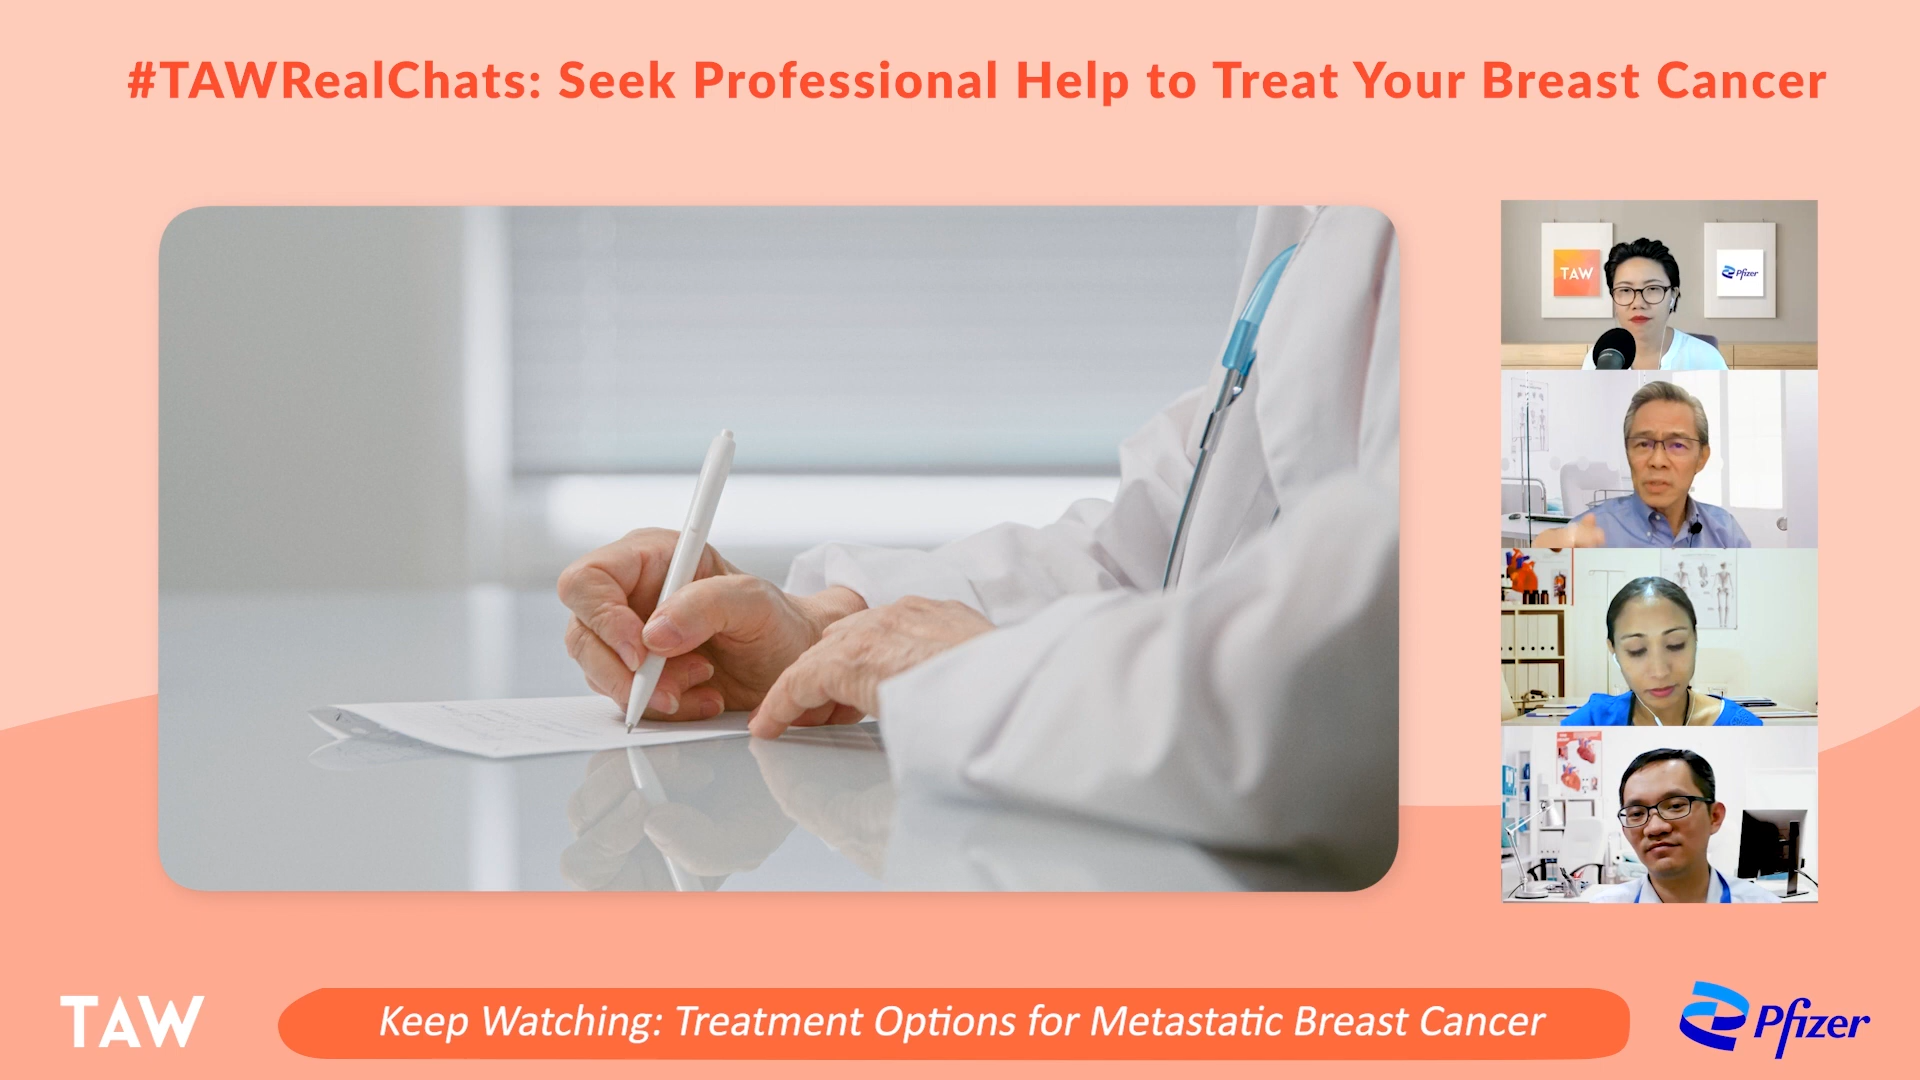 #TAWRealChats: Seek Professional Help to Treat Your Breast Cancer
TAW
Pfizer
TAW
Keep Watching: Treatment Options for Metastatic Breast Cancer
Pfizer